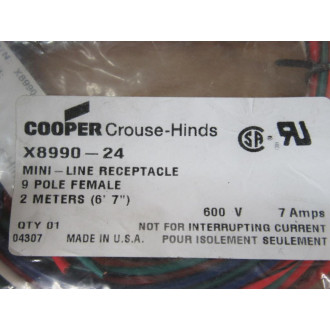 X8990
COOPER Crouse-Hinds
X8990-24
MINI-LINE RECEPTACLE
9 POLE FEMALE
2 METERS (6' 7")
600 V 7 Amps
QTY 01 NOT FOR INTERRUPTING CURRENT
04307 MADE IN U.S.A. POUR ISOLEMENT SEULEMENT